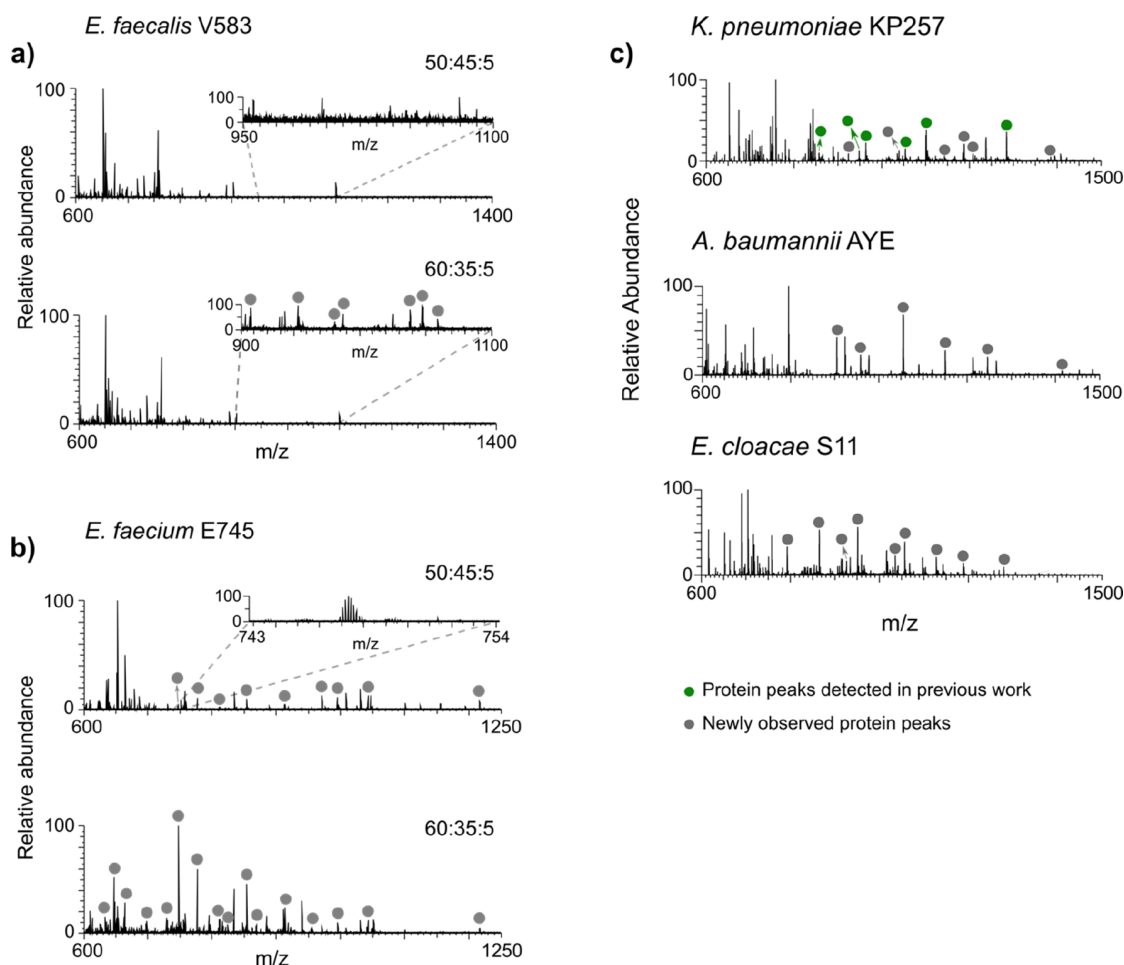 E. faecalis V583
a)
50:45:5
100
0
950
m/z
1100
100
0
600
1400
Relative abundance
60:35:5
100
0
900
m/z
1100
100
0
600
m/z
1400
E. faecium E745
b)
50:45:5
100
0
743
m/z
754
100
0
600
1250
Relative abundance
60:35:5
100
0
600
m/z
1250
K. pneumoniae KP257
c)
100
0
600
1500
A. baumannii AYE
Relative Abundance
100
0
600
1500
E. cloacae S11
100
0
600
1500
m/z
Protein peaks detected in previous work
Newly observed protein peaks